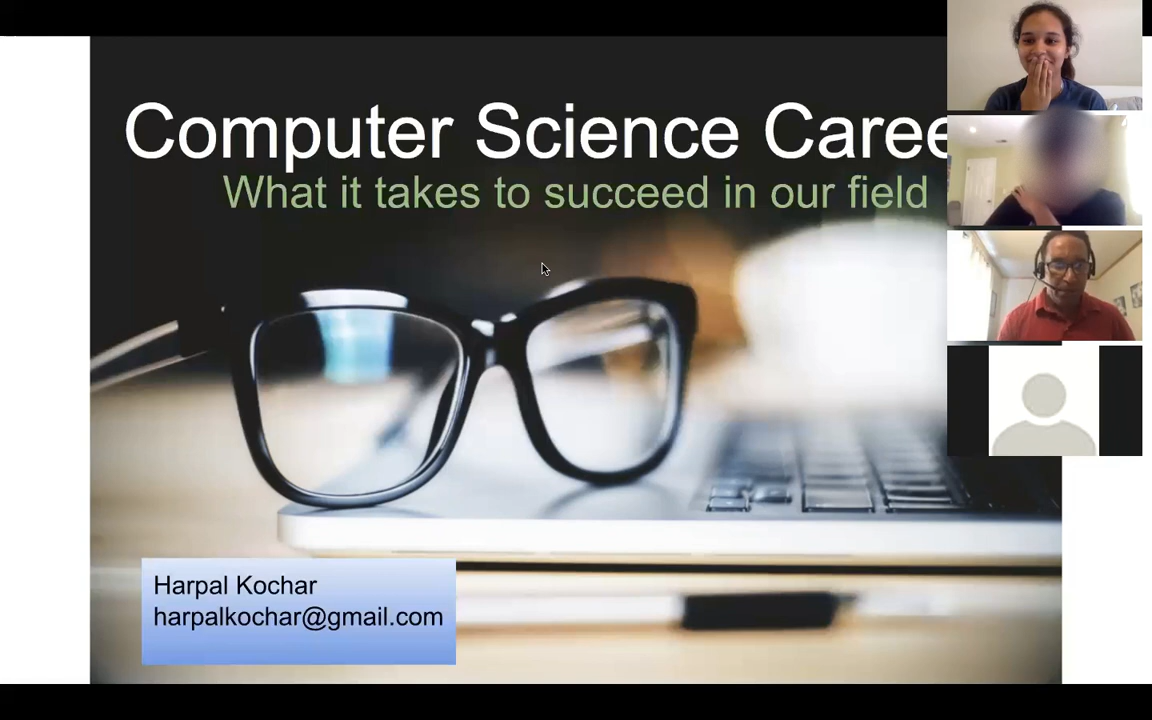 Computer Science Caree
What it takes to succeed in our field
Harpal Kochar
harpalkochar@gmail.com